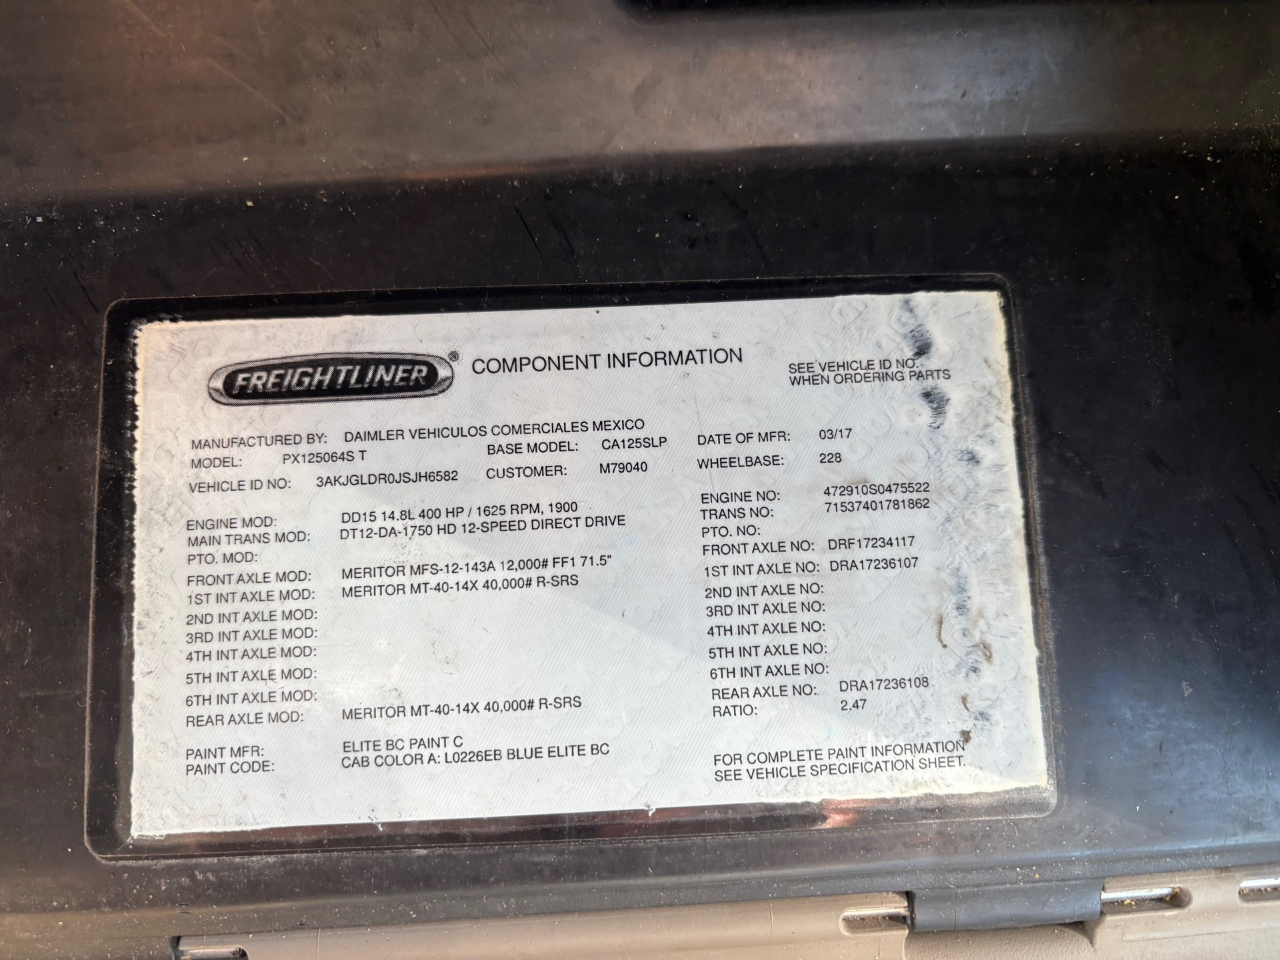 FREIGHTLINER® COMPONENT INFORMATION
SEE VEHICLE ID NO.
WHEN ORDERING PARTS
MANUFACTURED BY: DAIMLER VEHICULOS COMERCIALES MEXICO
MODEL: PX125064S T BASE MODEL: CA125SLP DATE OF MFR: 03/17
VEHICLE ID NO: 3AKJGLDR0JSJH6582 CUSTOMER: M79040 WHEELBASE: 228
ENGINE MOD: DD15 14.8L 400 HP / 1625 RPM, 1900 ENGINE NO: 472910S0475522
MAIN TRANS MOD: DT12-DA-1750 HD 12-SPEED DIRECT DRIVE TRANS NO: 71537401781862
PTO. MOD: PTO. NO:
FRONT AXLE MOD: MERITOR MFS-12-143A 12,000# FF1 71.5" FRONT AXLE NO: DRF17234117
1ST INT AXLE MOD: MERITOR MT-40-14X 40,000# R-SRS 1ST INT AXLE NO: DRA17236107
2ND INT AXLE MOD: 2ND INT AXLE NO:
3RD INT AXLE MOD: 3RD INT AXLE NO:
4TH INT AXLE MOD: 4TH INT AXLE NO:
5TH INT AXLE MOD: 5TH INT AXLE NO:
6TH INT AXLE MOD: 6TH INT AXLE NO:
REAR AXLE MOD: MERITOR MT-40-14X 40,000# R-SRS REAR AXLE NO: DRA17236108
RATIO: 2.47
PAINT MFR: ELITE BC PAINT C
PAINT CODE: CAB COLOR A: L0226EB BLUE ELITE BC
FOR COMPLETE PAINT INFORMATION
SEE VEHICLE SPECIFICATION SHEET.